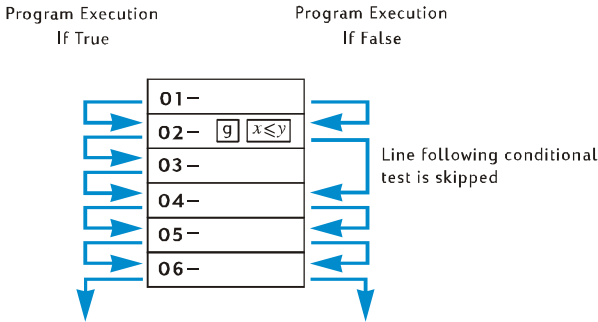 Program Execution
If True
Program Execution
If False
01–
02– g x≤y
03–
04–
05–
06–
Line following conditional
test is skipped